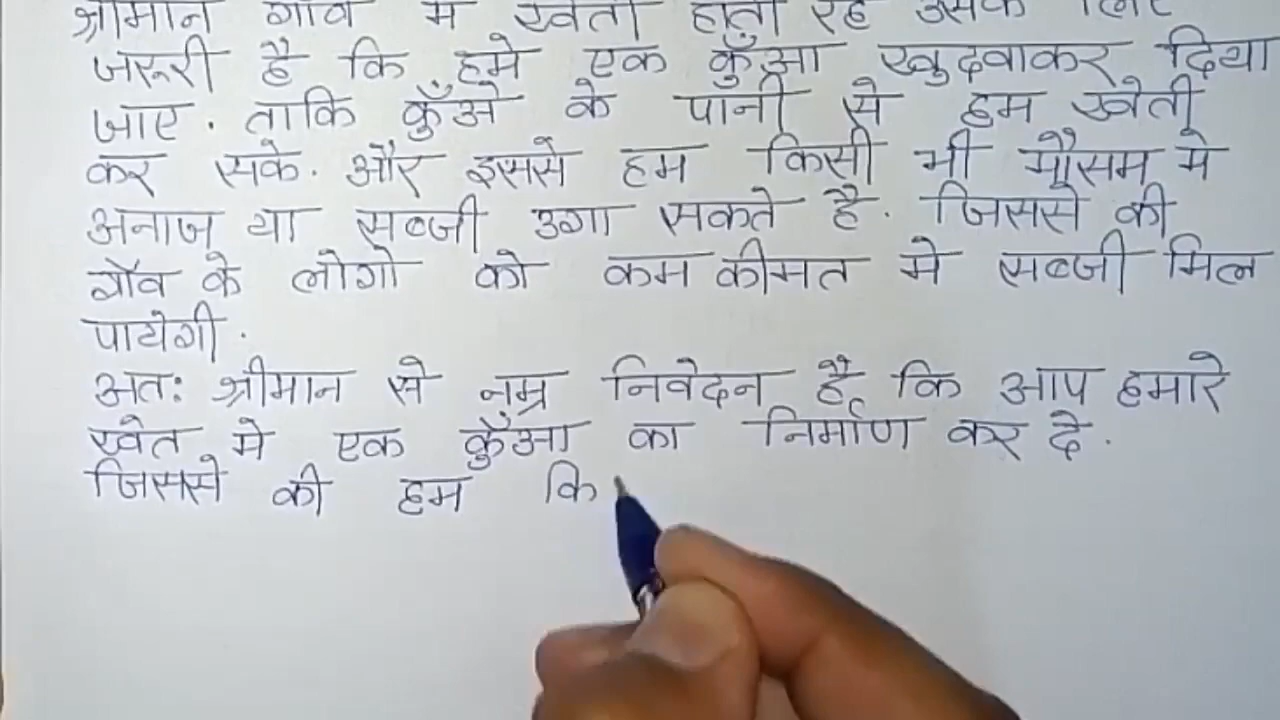 श्रीमान गाँव में खेती होती रहे उसके लिए
जरूरी है कि हमे एक कुँआ खुदवाकर दिया
जाए. ताकि कुँअे के पानी से हम खेती
कर सके. और इससे हम किसी भी मौसम मे
अनाज या सब्जी उगा सकते है. जिससे की
गाँव के लोगो को कम कीमत मे सब्जी मिल
पायेगी.
अतः श्रीमान से नम्र निवेदन है कि आप हमारे
खेत मे एक कुँआ का निर्माण कर दे.
जिससे की हम कि